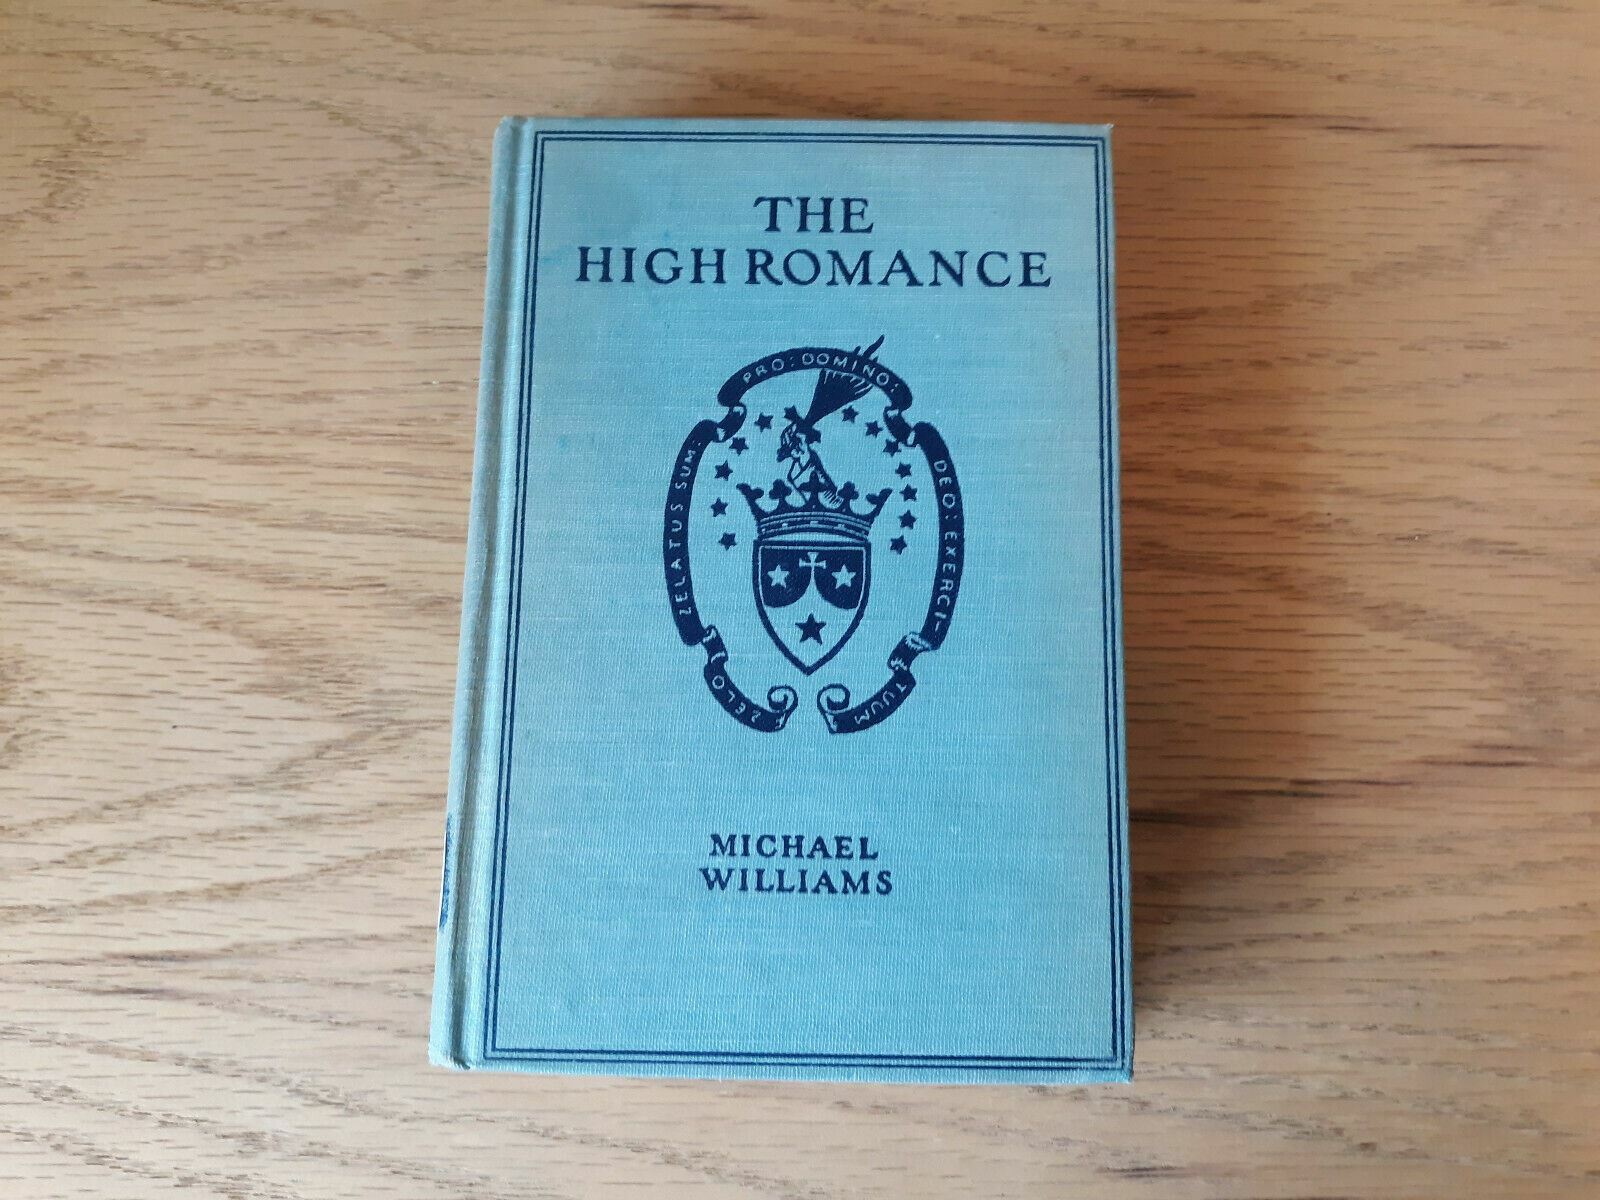 THE
HIGH ROMANCE
ZELO
ZELATUS SUM:
PRO: DOMINO:
DEO: EXERCI-
TUUM
MICHAEL
WILLIAMS